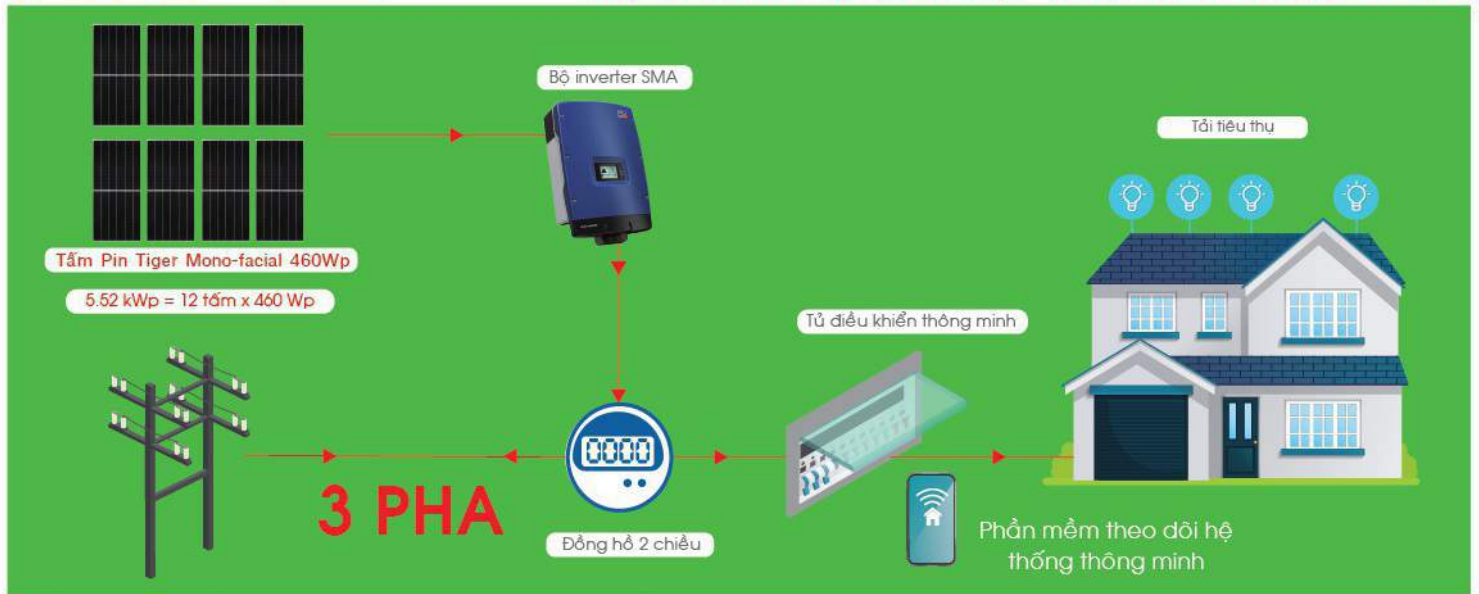 Bộ inverter SMA
Tải tiêu thụ
Tấm Pin Tiger Mono-facial 460Wp
5.52 kWp = 12 tấm x 460 Wp
Tủ điều khiển thông minh
0000
3 PHA
Đồng hồ 2 chiều
Phần mềm theo dõi hệ
thống thông minh